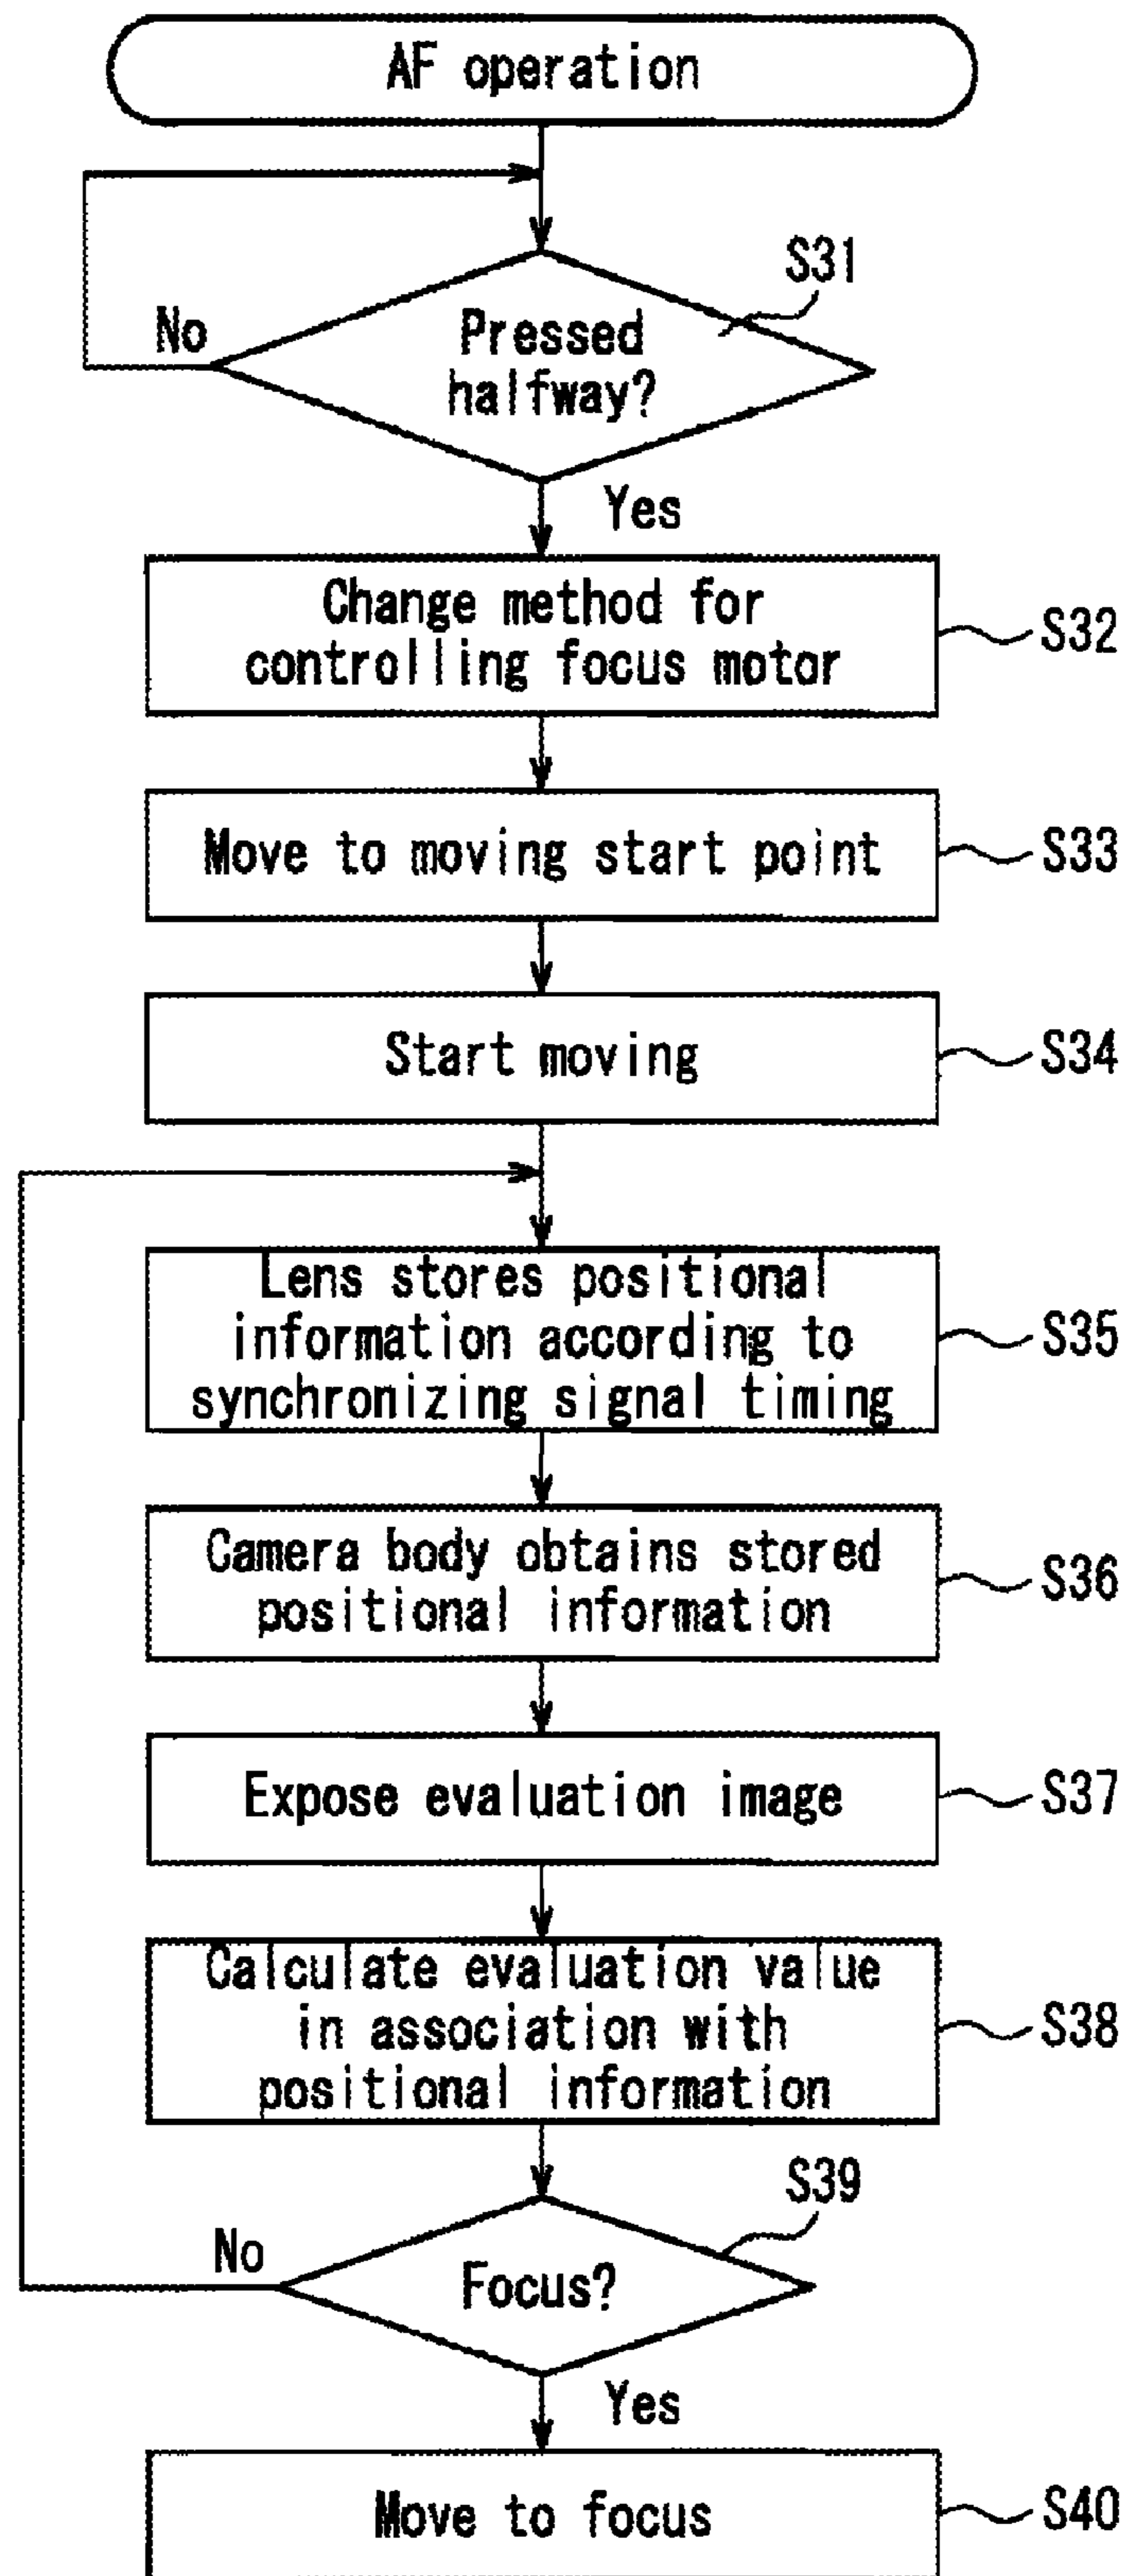 AF operation
S31
No
Pressed
halfway?
Yes
Change method for
controlling focus motor
S32
Move to moving start point
S33
Start moving
S34
Lens stores positional
information according to
synchronizing signal timing
S35
Camera body obtains stored
positional information
S36
Expose evaluation image
S37
Calculate evaluation value
in association with
positional information
S38
S39
No
Focus?
Yes
Move to focus
S40